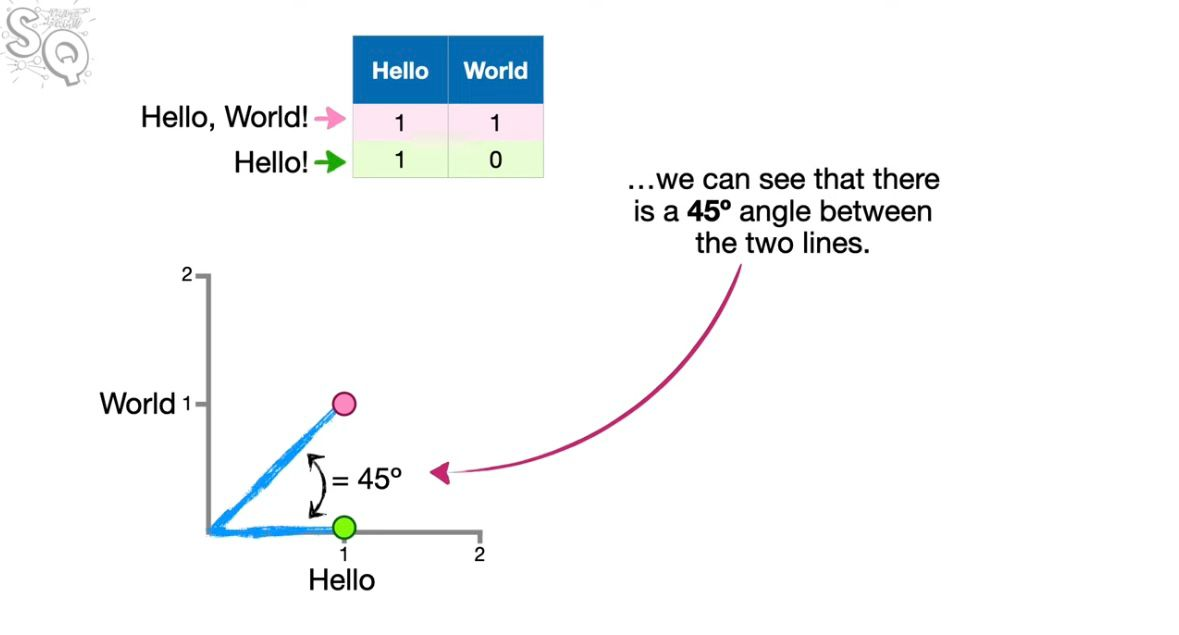 SQ
Hello World
Hello, World! 1 1
Hello! 1 0
...we can see that there
is a 45º angle between
the two lines.
2
World 1
= 45º
1 2
Hello